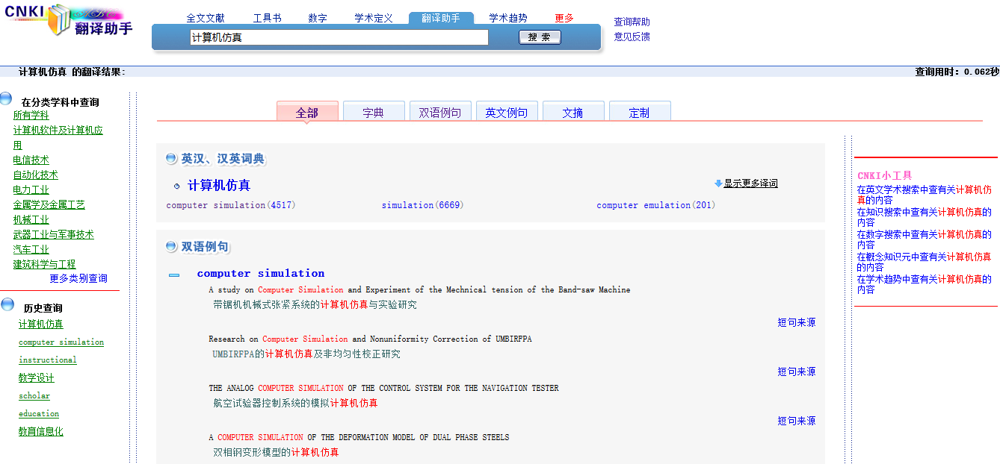 CNKI 翻译助手
全文文献 工具书 数字 学术定义 翻译助手 学术趋势 更多
计算机仿真 搜索
查询帮助
意见反馈
计算机仿真 的翻译结果: 查询用时：0.062秒
在分类学科中查询
所有学科
计算机软件及计算机应
用
电信技术
自动化技术
电力工业
金属学及金属工艺
机械工业
武器工业与军事技术
汽车工业
建筑科学与工程
更多类别查询
历史查询
计算机仿真
computer simulation
instructional
教学设计
scholar
education
教育信息化
全部 字典 双语例句 英文例句 文摘 定制
英汉、汉英词典
计算机仿真 显示更多译词
computer simulation(4517) simulation(6669) computer emulation(201)
双语例句
computer simulation
A study on Computer Simulation and Experiment of the Mechnical tension of the Band-saw Machine
带锯机机械式张紧系统的计算机仿真与实验研究
短句来源
Research on Computer Simulation and Nonuniformity Correction of UMBIRFPA
UMBIRFPA的计算机仿真及非均匀性校正研究
短句来源
THE ANALOG COMPUTER SIMULATION OF THE CONTROL SYSTEM FOR THE NAVIGATION TESTER
航空试验器控制系统的模拟计算机仿真
短句来源
A COMPUTER SIMULATION OF THE DEFORMATION MODEL OF DUAL PHASE STEELS
双相钢变形模型的计算机仿真
CNKI小工具
在英文学术搜索中查有关计算机仿
真的内容
在知识搜索中查有关计算机仿真的
内容
在数字搜索中查有关计算机仿真的
内容
在概念知识元中查有关计算机仿真
的内容
在学术趋势中查有关计算机仿真的
内容